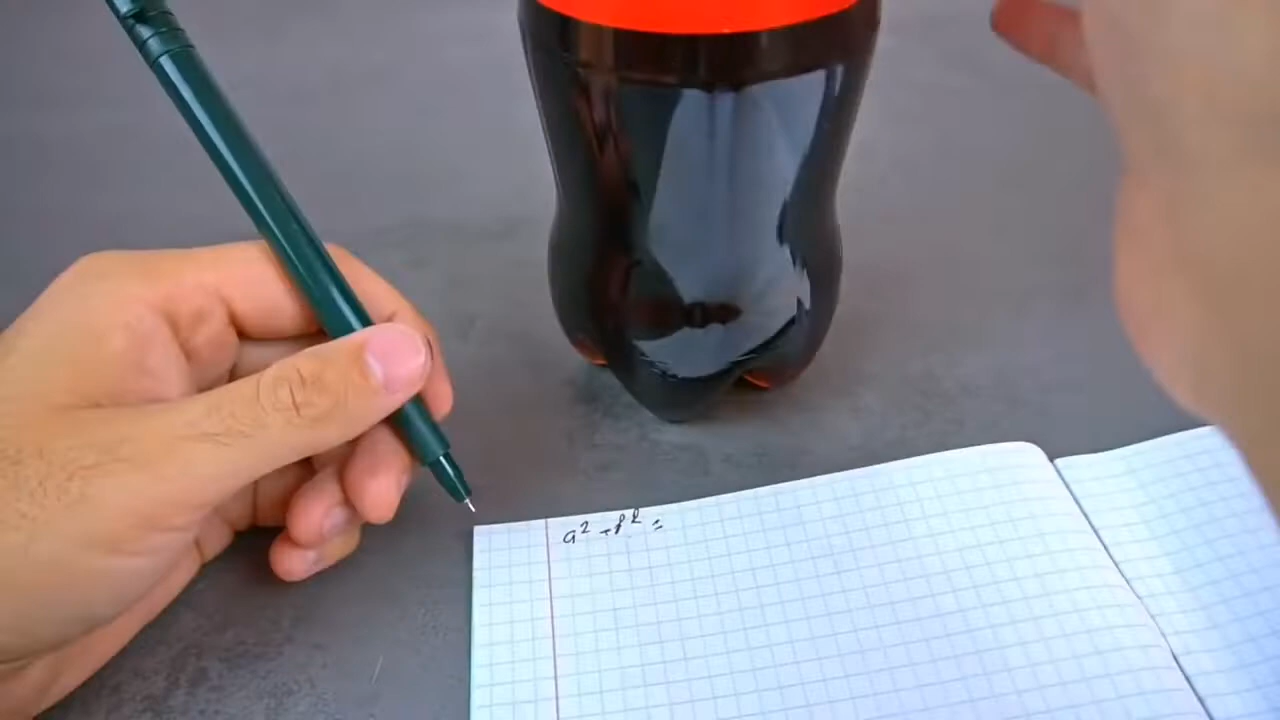 a² + b² =